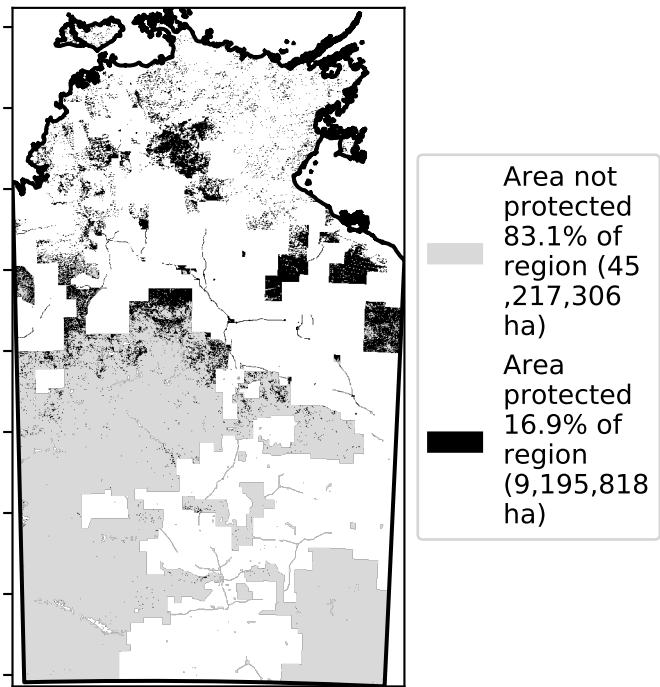 Area not
protected
83.1% of
region (45
,217,306
ha)
Area
protected
16.9% of
region
(9,195,818
ha)